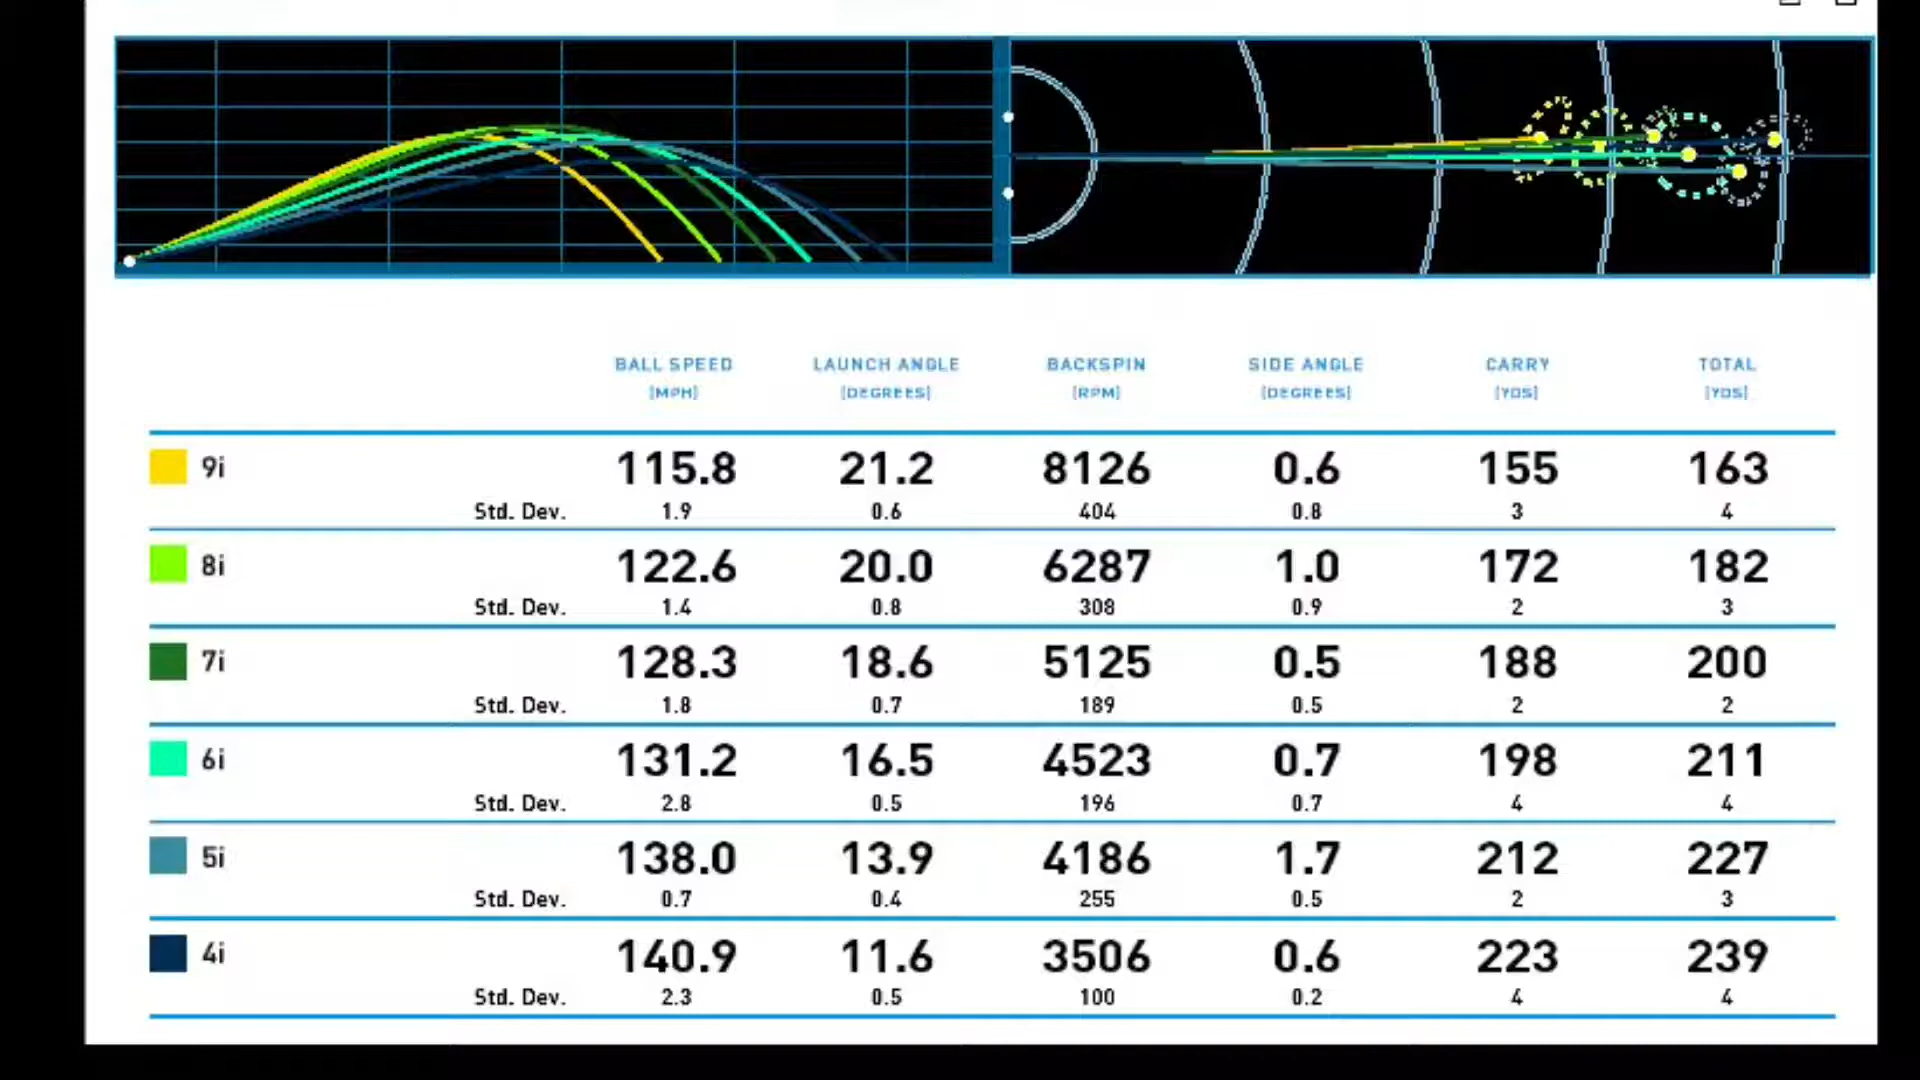 BALL SPEED LAUNCH ANGLE BACKSPIN SIDE ANGLE CARRY TOTAL
[MPH] [DEGREES] [RPM] [DEGREES] [YDS] [YDS]
9i 115.8 21.2 8126 0.6 155 163
Std. Dev. 1.9 0.6 404 0.8 3 4
8i 122.6 20.0 6287 1.0 172 182
Std. Dev. 1.4 0.8 308 0.9 2 3
7i 128.3 18.6 5125 0.5 188 200
Std. Dev. 1.8 0.7 189 0.5 2 2
6i 131.2 16.5 4523 0.7 198 211
Std. Dev. 2.8 0.5 196 0.7 4 4
5i 138.0 13.9 4186 1.7 212 227
Std. Dev. 0.7 0.4 255 0.5 2 3
4i 140.9 11.6 3506 0.6 223 239
Std. Dev. 2.3 0.5 100 0.2 4 4